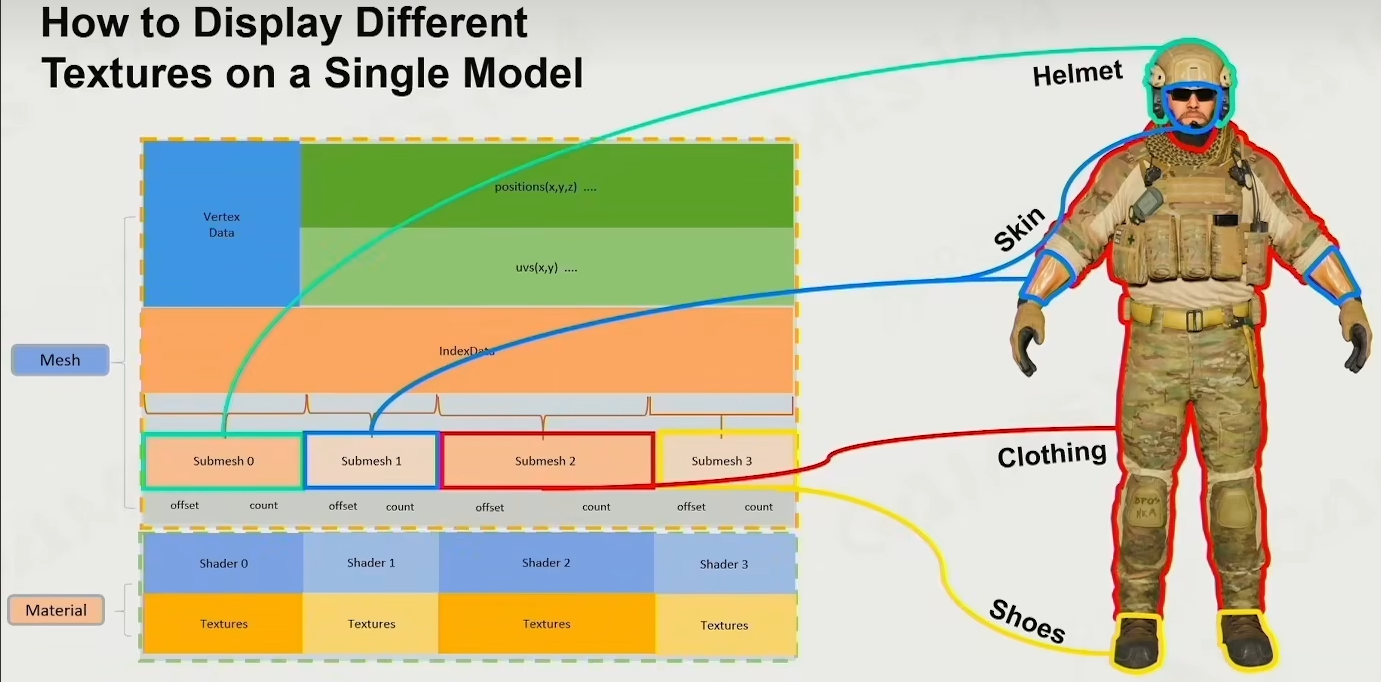 How to Display Different
Textures on a Single Model
Helmet
positions(x,y,z) ....
Vertex
Data
Skin
uvs(x,y) ....
Mesh
IndexData
Clothing
Submesh 0
Submesh 1
Submesh 2
Submesh 3
offset
count
offset
count
offset
count
offset
count
Shader 0
Shader 1
Shader 2
Shader 3
Material
Textures
Textures
Textures
Textures
Shoes